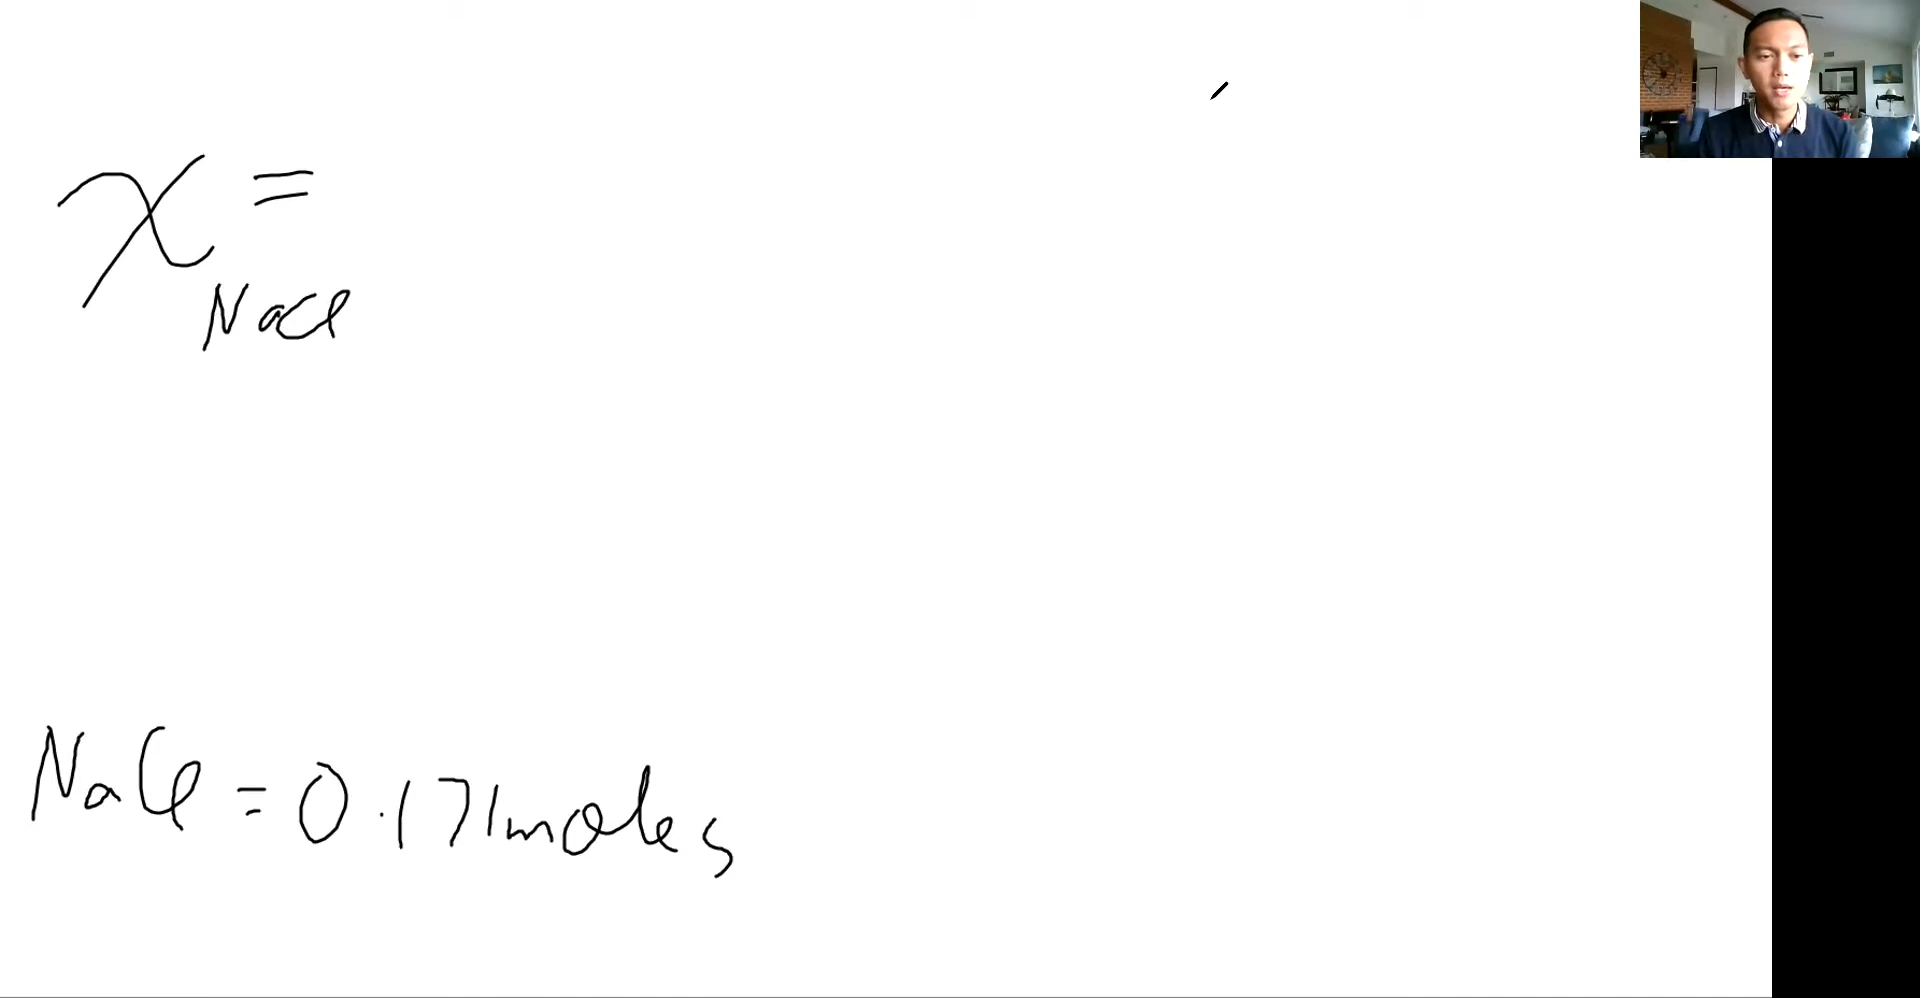 χ =
NaCl
NaCl = 0.171moles